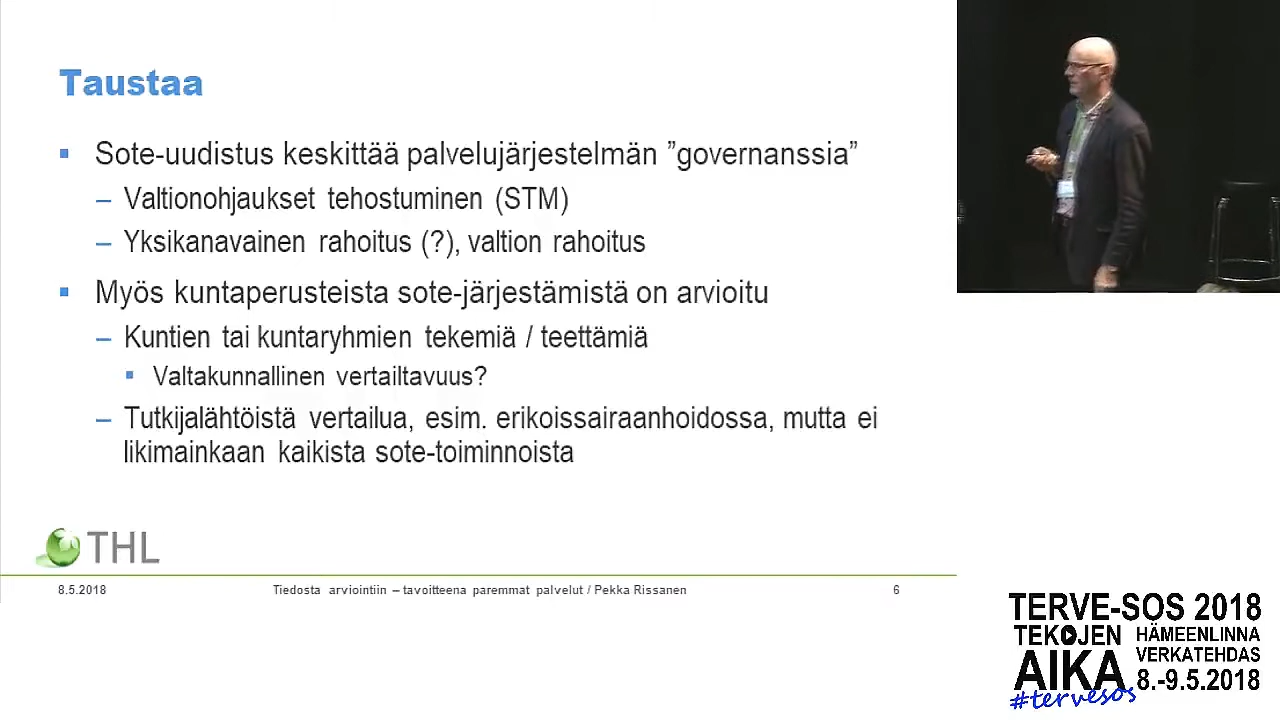 Taustaa
Sote-uudistus keskittää palvelujärjestelmän ”governanssia”
– Valtionohjaukset tehostuminen (STM)
– Yksikanavainen rahoitus (?), valtion rahoitus
Myös kuntaperusteista sote-järjestämistä on arvioitu
– Kuntien tai kuntaryhmien tekemiä / teettämiä
Valtakunnallinen vertailtavuus?
– Tutkijalähtöistä vertailua, esim. erikoissairaanhoidossa, mutta ei
likimainkaan kaikista sote-toiminnoista
THL
8.5.2018
Tiedosta arviointiin – tavoitteena paremmat palvelut / Pekka Rissanen
6
TERVE-SOS 2018
TEKOJEN
AIKA
HÄMEENLINNA
VERKATEHDAS
8.-9.5.2018
#tervesos